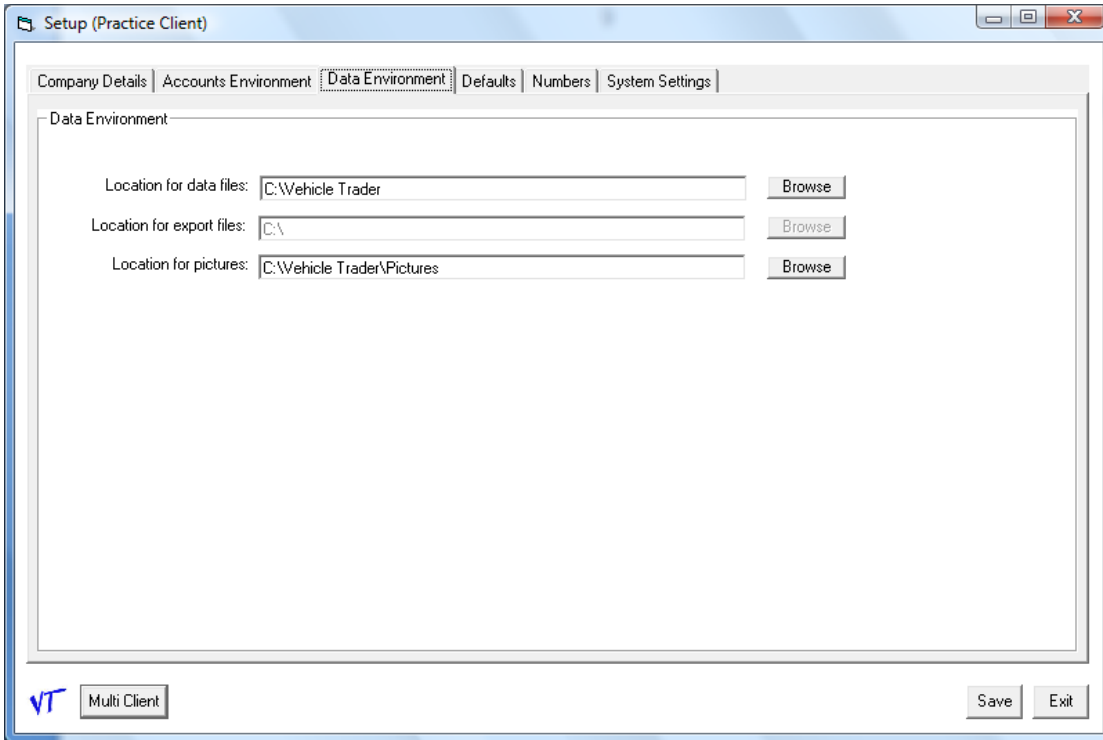 Setup (Practice Client)
Company Details Accounts Environment Data Environment Defaults Numbers System Settings
Data Environment
Location for data files: C:\Vehicle Trader Browse
Location for export files: C:\ Browse
Location for pictures: C:\Vehicle Trader\Pictures Browse
VT Multi Client Save Exit